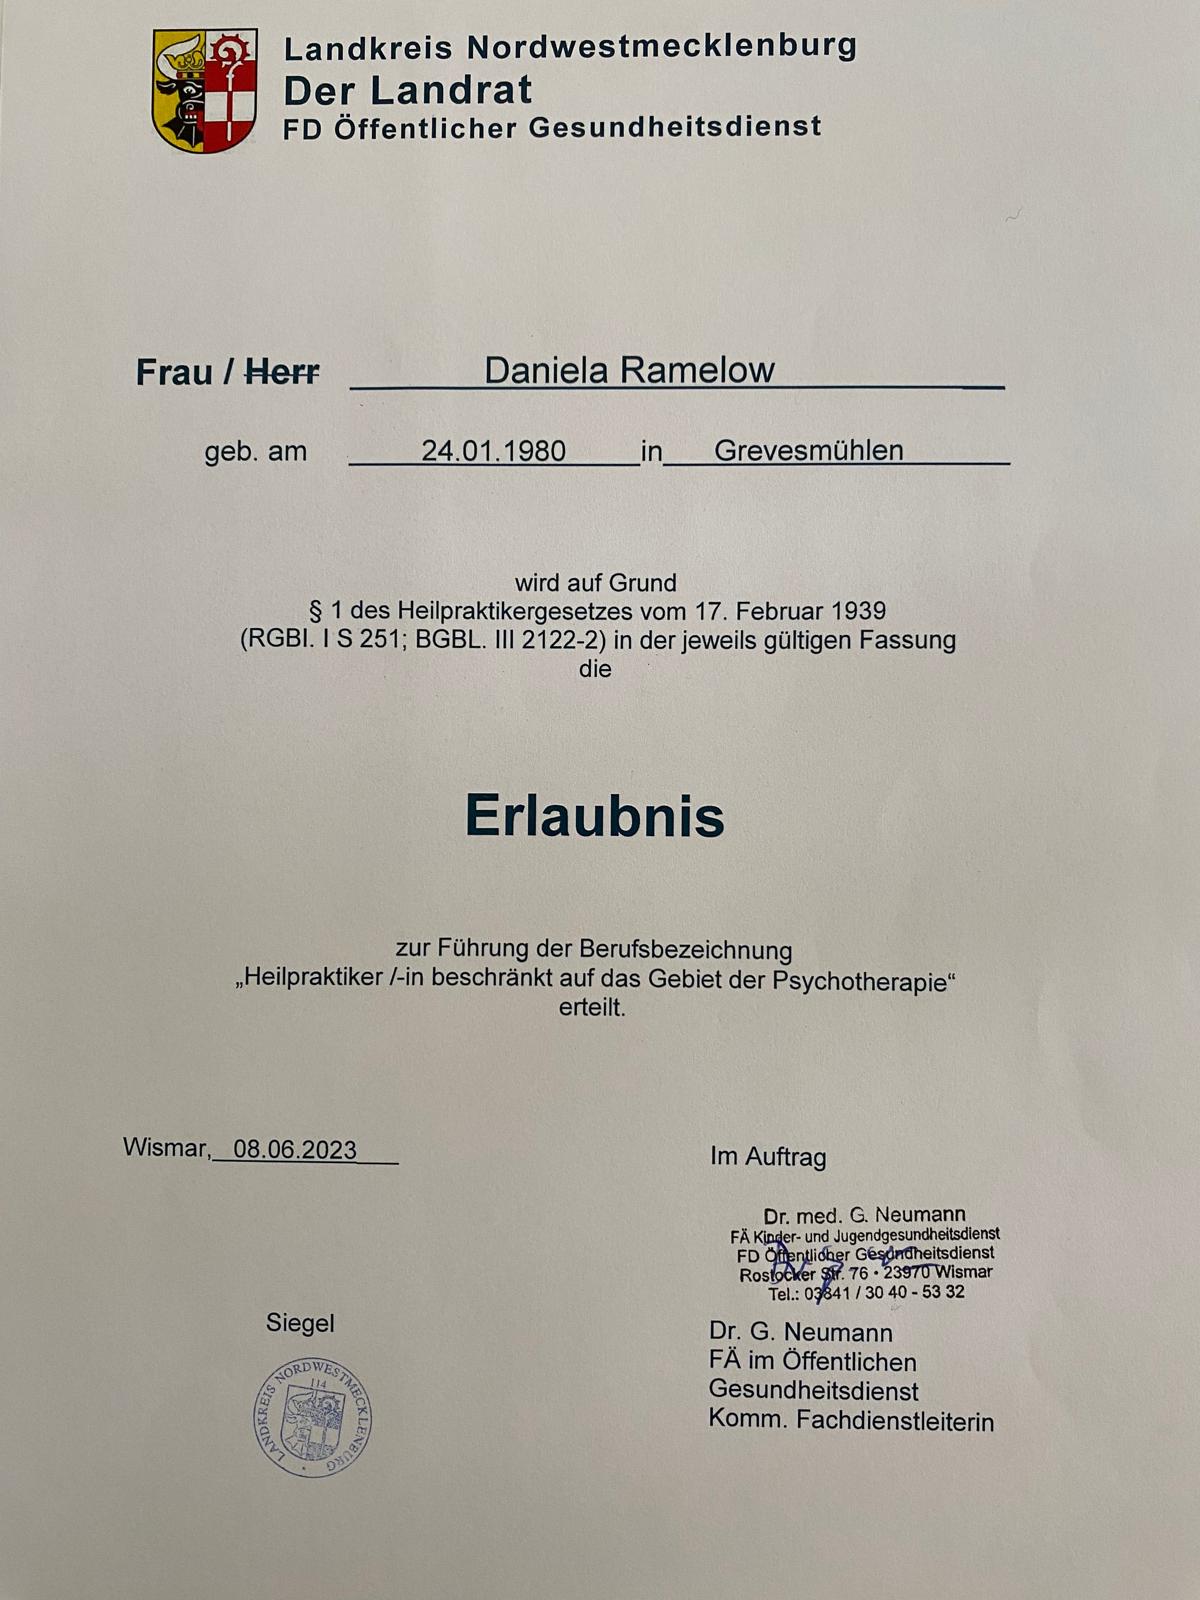 Landkreis Nordwestmecklenburg
Der Landrat
FD Öffentlicher Gesundheitsdienst
Frau / Herr Daniela Ramelow
geb. am 24.01.1980 in Grevesmühlen
wird auf Grund
§ 1 des Heilpraktikergesetzes vom 17. Februar 1939
(RGBl. I S 251; BGBL. III 2122-2) in der jeweils gültigen Fassung
die
Erlaubnis
zur Führung der Berufsbezeichnung
„Heilpraktiker /-in beschränkt auf das Gebiet der Psychotherapie“
erteilt.
Wismar, 08.06.2023
Im Auftrag
Dr. med. G. Neumann
FÄ Kinder- und Jugendgesundheitsdienst
FD Öffentlicher Gesundheitsdienst
Rostocker Str. 76 · 23970 Wismar
Tel.: 03841 / 30 40 - 53 32
Dr. G. Neumann
FÄ im Öffentlichen
Gesundheitsdienst
Komm. Fachdienstleiterin
Siegel
LANDKREIS NORDWESTMECKLENBURG
114